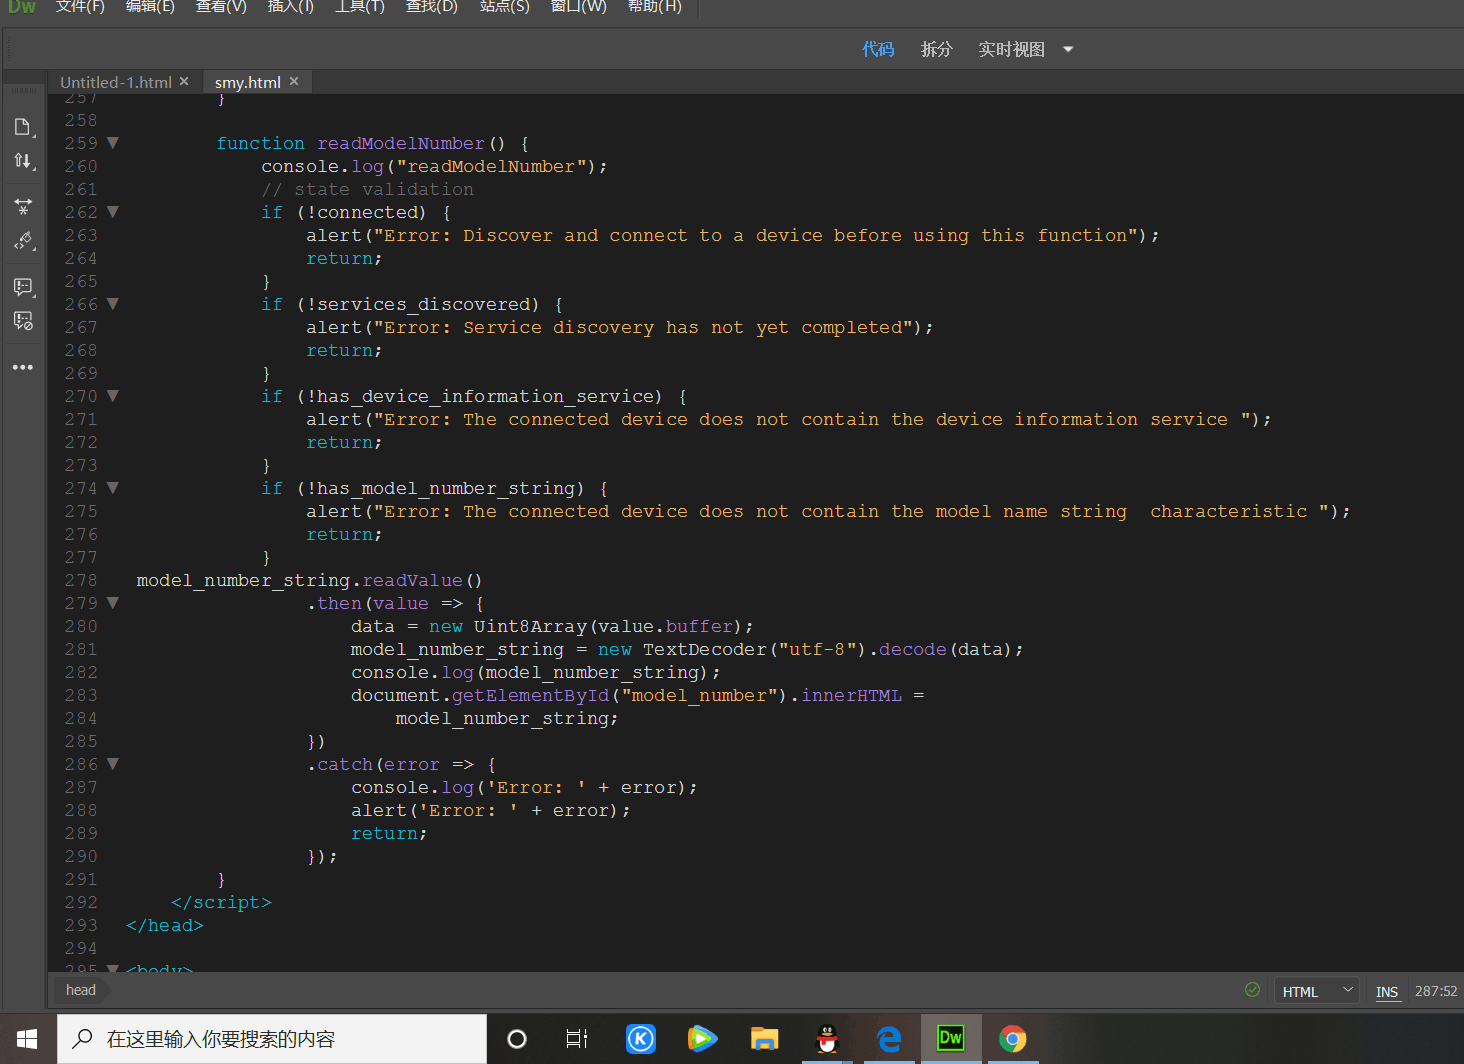 Dw 文件(F) 编辑(E) 查看(V) 插入(I) 工具(T) 查找(D) 站点(S) 窗口(W) 帮助(H)
代码 拆分 实时视图
Untitled-1.html × smy.html ×
257 }
258
259 function readModelNumber() {
260 console.log("readModelNumber");
261 // state validation
262 if (!connected) {
263 alert("Error: Discover and connect to a device before using this function");
264 return;
265 }
266 if (!services_discovered) {
267 alert("Error: Service discovery has not yet completed");
268 return;
269 }
270 if (!has_device_information_service) {
271 alert("Error: The connected device does not contain the device information service ");
272 return;
273 }
274 if (!has_model_number_string) {
275 alert("Error: The connected device does not contain the model name string  characteristic ");
276 return;
277 }
278 model_number_string.readValue()
279 .then(value => {
280 data = new Uint8Array(value.buffer);
281 model_number_string = new TextDecoder("utf-8").decode(data);
282 console.log(model_number_string);
283 document.getElementById("model_number").innerHTML =
284 model_number_string;
285 })
286 .catch(error => {
287 console.log('Error: ' + error);
288 alert('Error: ' + error);
289 return;
290 });
291 }
292 </script>
293 </head>
294
295 <body>
head HTML INS 287:52
在这里输入你要搜索的内容 K Dw